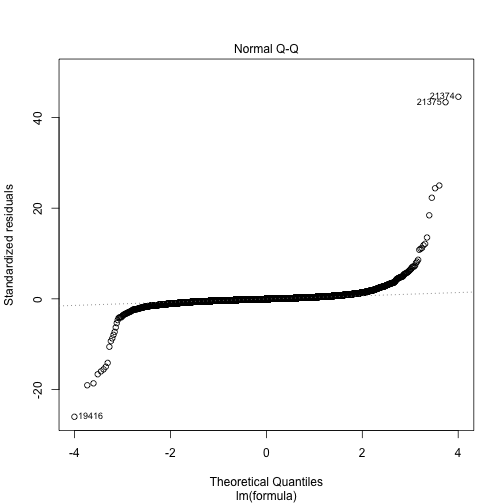 Normal Q-Q
21374
21375
40
20
0
-20
Standardized residuals
19416
-4 -2 0 2 4
Theoretical Quantiles
lm(formula)